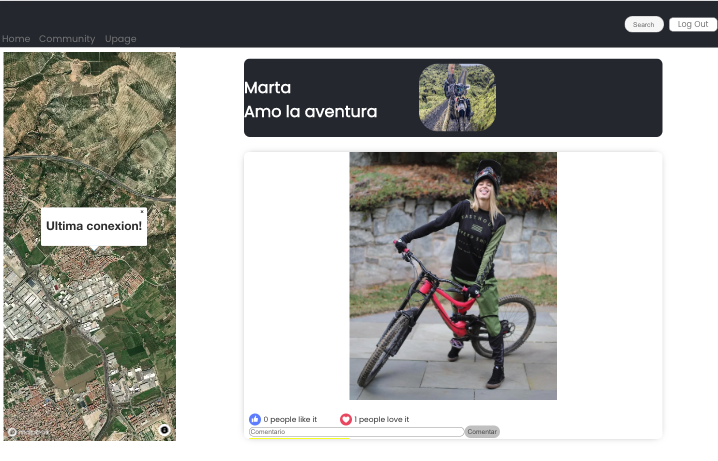 Search
Log Out
Home
Community
Upage
Marta
Amo la aventura
Ultima conexion!
×
0 people like it
1 people love it
Comentario
Comentar